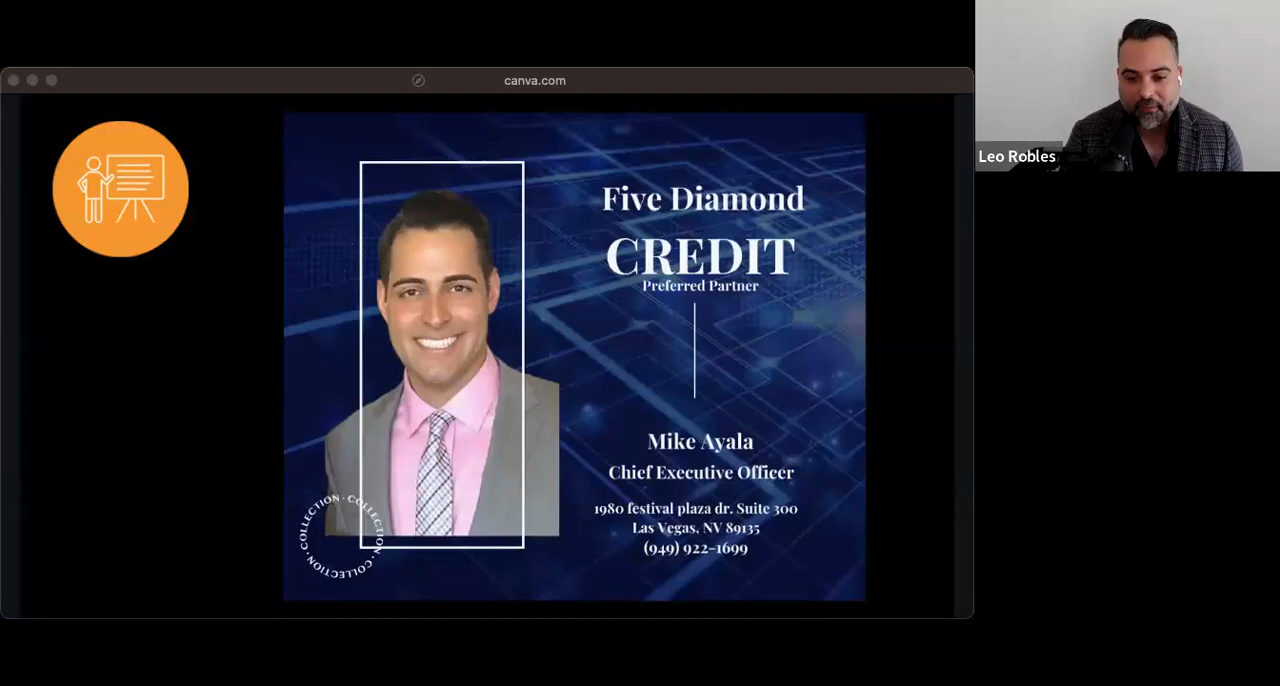 canva.com
Leo Robles
Five Diamond
CREDIT
Preferred Partner
Mike Ayala
Chief Executive Officer
1980 festival plaza dr. Suite 300
Las Vegas, NV 89135
(949) 922-1699
COLLECTION · COLLECTION · COLLECTION ·